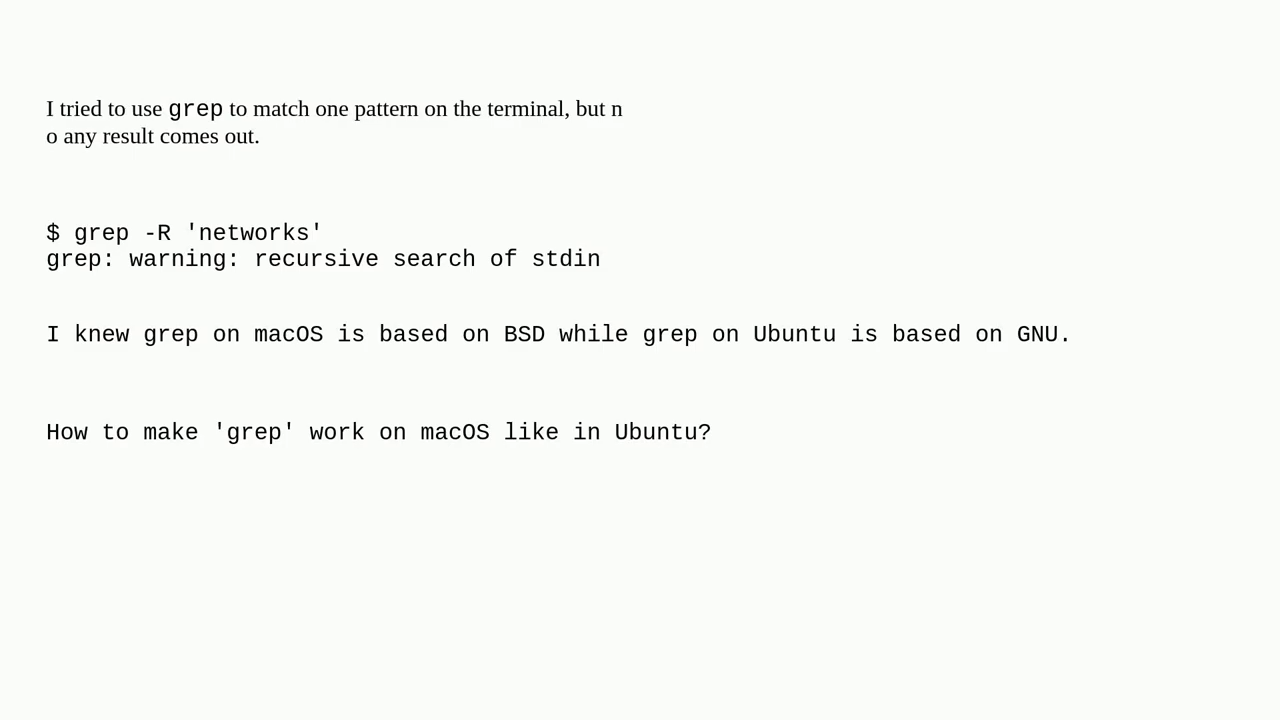 I tried to use grep to match one pattern on the terminal, but n
o any result comes out.
$ grep -R 'networks'
grep: warning: recursive search of stdin
I knew grep on macOS is based on BSD while grep on Ubuntu is based on GNU.
How to make 'grep' work on macOS like in Ubuntu?